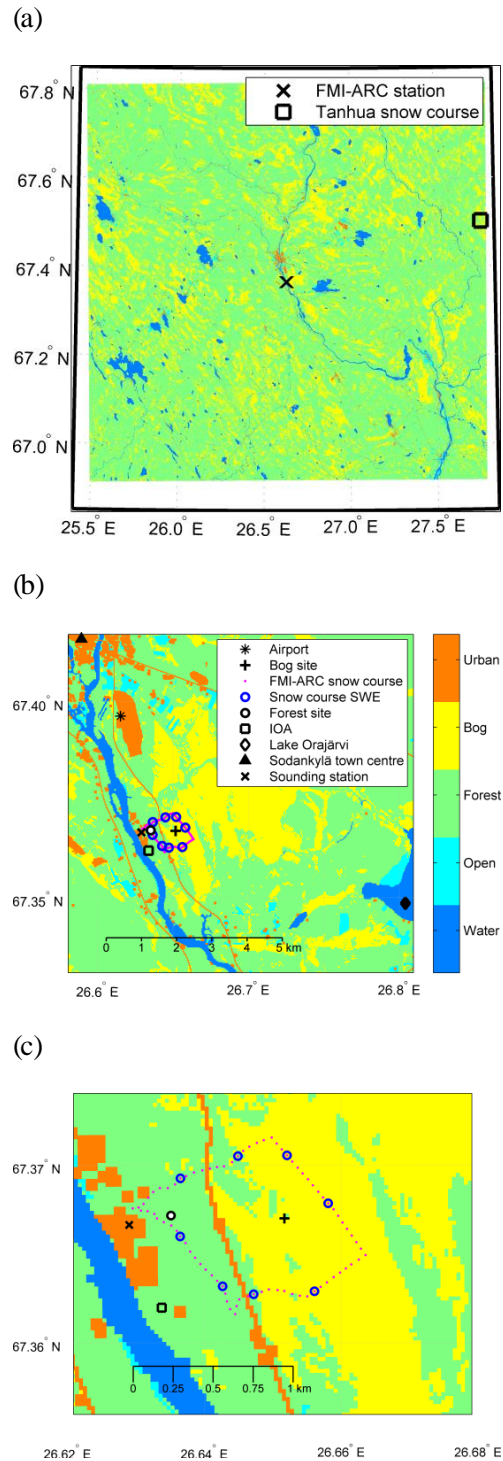 (a)
FMI-ARC station
Tanhua snow course
67.8° N
67.6° N
67.4° N
67.2° N
67.0° N
25.5° E
26.0° E
26.5° E
27.0° E
27.5° E
(b)
Airport
Bog site
FMI-ARC snow course
Snow course SWE
Forest site
IOA
Lake Orajärvi
Sodankylä town centre
Sounding station
67.40° N
67.35° N
0 1 2 3 4 5 km
26.6° E
26.7° E
26.8° E
Urban
Bog
Forest
Open
Water
(c)
67.37° N
67.36° N
0 0.25 0.5 0.75 1 km
26.62° E
26.64° E
26.66° E
26.68° E